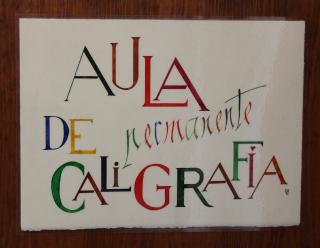 AULA
permanente
DE
CALiGRAFíA